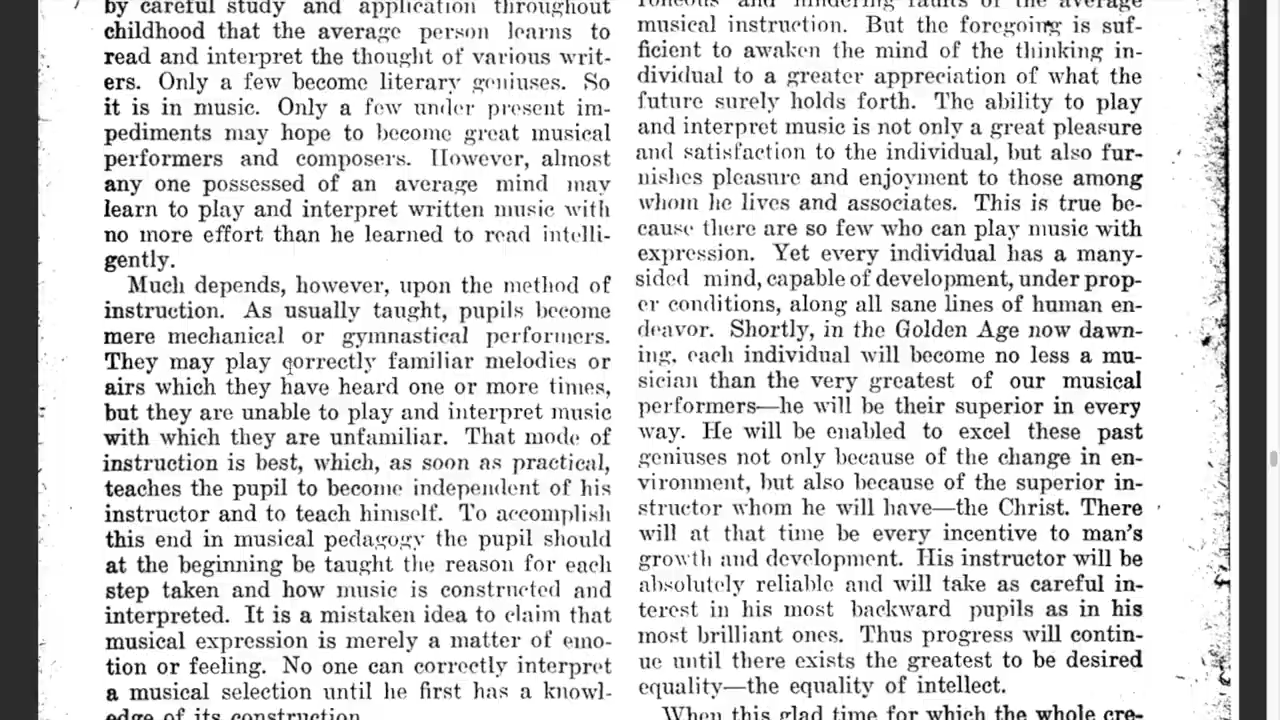 by careful study and application throughout
childhood that the average person learns to
read and interpret the thought of various writ-
ers. Only a few become literary geniuses. So
it is in music. Only a few under present im-
pediments may hope to become great musical
performers and composers. However, almost
any one possessed of an average mind may
learn to play and interpret written music with
no more effort than he learned to read intelli-
gently.
Much depends, however, upon the method of
instruction. As usually taught, pupils become
mere mechanical or gymnastical performers.
They may play correctly familiar melodies or
airs which they have heard one or more times,
but they are unable to play and interpret music
with which they are unfamiliar. That mode of
instruction is best, which, as soon as practical,
teaches the pupil to become independent of his
instructor and to teach himself. To accomplish
this end in musical pedagogy the pupil should
at the beginning be taught the reason for each
step taken and how music is constructed and
interpreted. It is a mistaken idea to claim that
musical expression is merely a matter of emo-
tion or feeling. No one can correctly interpret
a musical selection until he first has a knowl-
edge of its construction.
roneous and hindering faults of the average
musical instruction. But the foregoing is suf-
ficient to awaken the mind of the thinking in-
dividual to a greater appreciation of what the
future surely holds forth. The ability to play
and interpret music is not only a great pleasure
and satisfaction to the individual, but also fur-
nishes pleasure and enjoyment to those among
whom he lives and associates. This is true be-
cause there are so few who can play music with
expression. Yet every individual has a many-
sided mind, capable of development, under prop-
er conditions, along all sane lines of human en-
deavor. Shortly, in the Golden Age now dawn-
ing, each individual will become no less a mu-
sician than the very greatest of our musical
performers—he will be their superior in every
way. He will be enabled to excel these past
geniuses not only because of the change in en-
vironment, but also because of the superior in-
structor whom he will have—the Christ. There
will at that time be every incentive to man's
growth and development. His instructor will be
absolutely reliable and will take as careful in-
terest in his most backward pupils as in his
most brilliant ones. Thus progress will contin-
ue until there exists the greatest to be desired
equality—the equality of intellect.
When this glad time for which the whole cre-